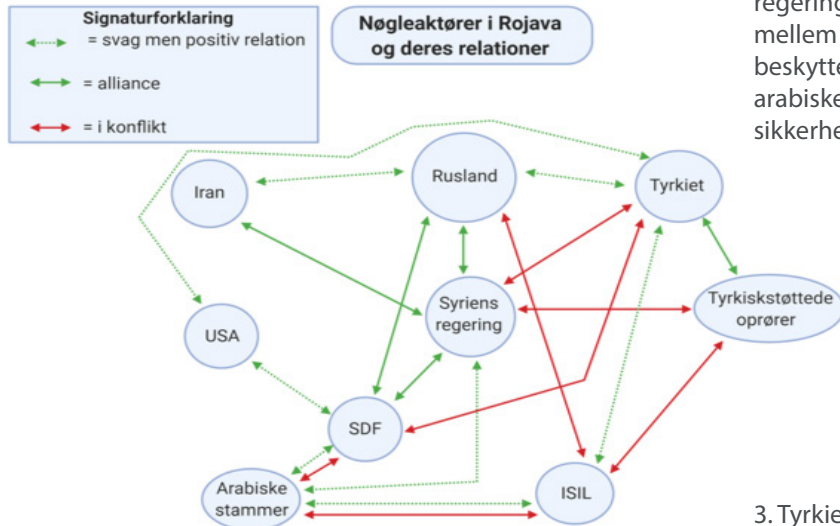 Signaturforklaring
= svag men positiv relation
= alliance
= i konflikt
Nøgleaktører i Rojava
og deres relationer
mellem
beskytte
arabiske
sikkerhe
Iran
Rusland
Tyrkiet
Syriens
regering
Tyrkiskstøttede
oprører
USA
SDF
Arabiske
stammer
ISIL
3. Tyrkie